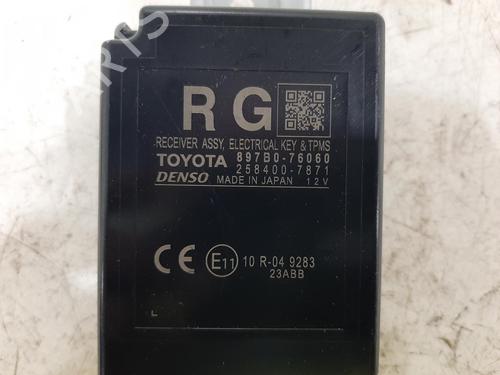 RG
RECEIVER ASSY, ELECTRICAL KEY & TPMS
TOYOTA 897B0-76060
DENSO 258400-7871
MADE IN JAPAN 12V
CE E11 10 R-04 9283
23ABB
L